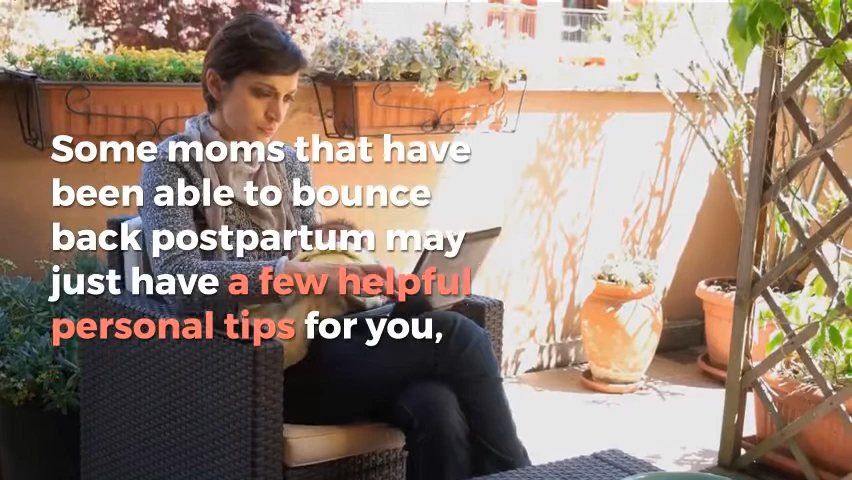 Some moms that have
been able to bounce
back postpartum may
just have a few helpful
personal tips for you,